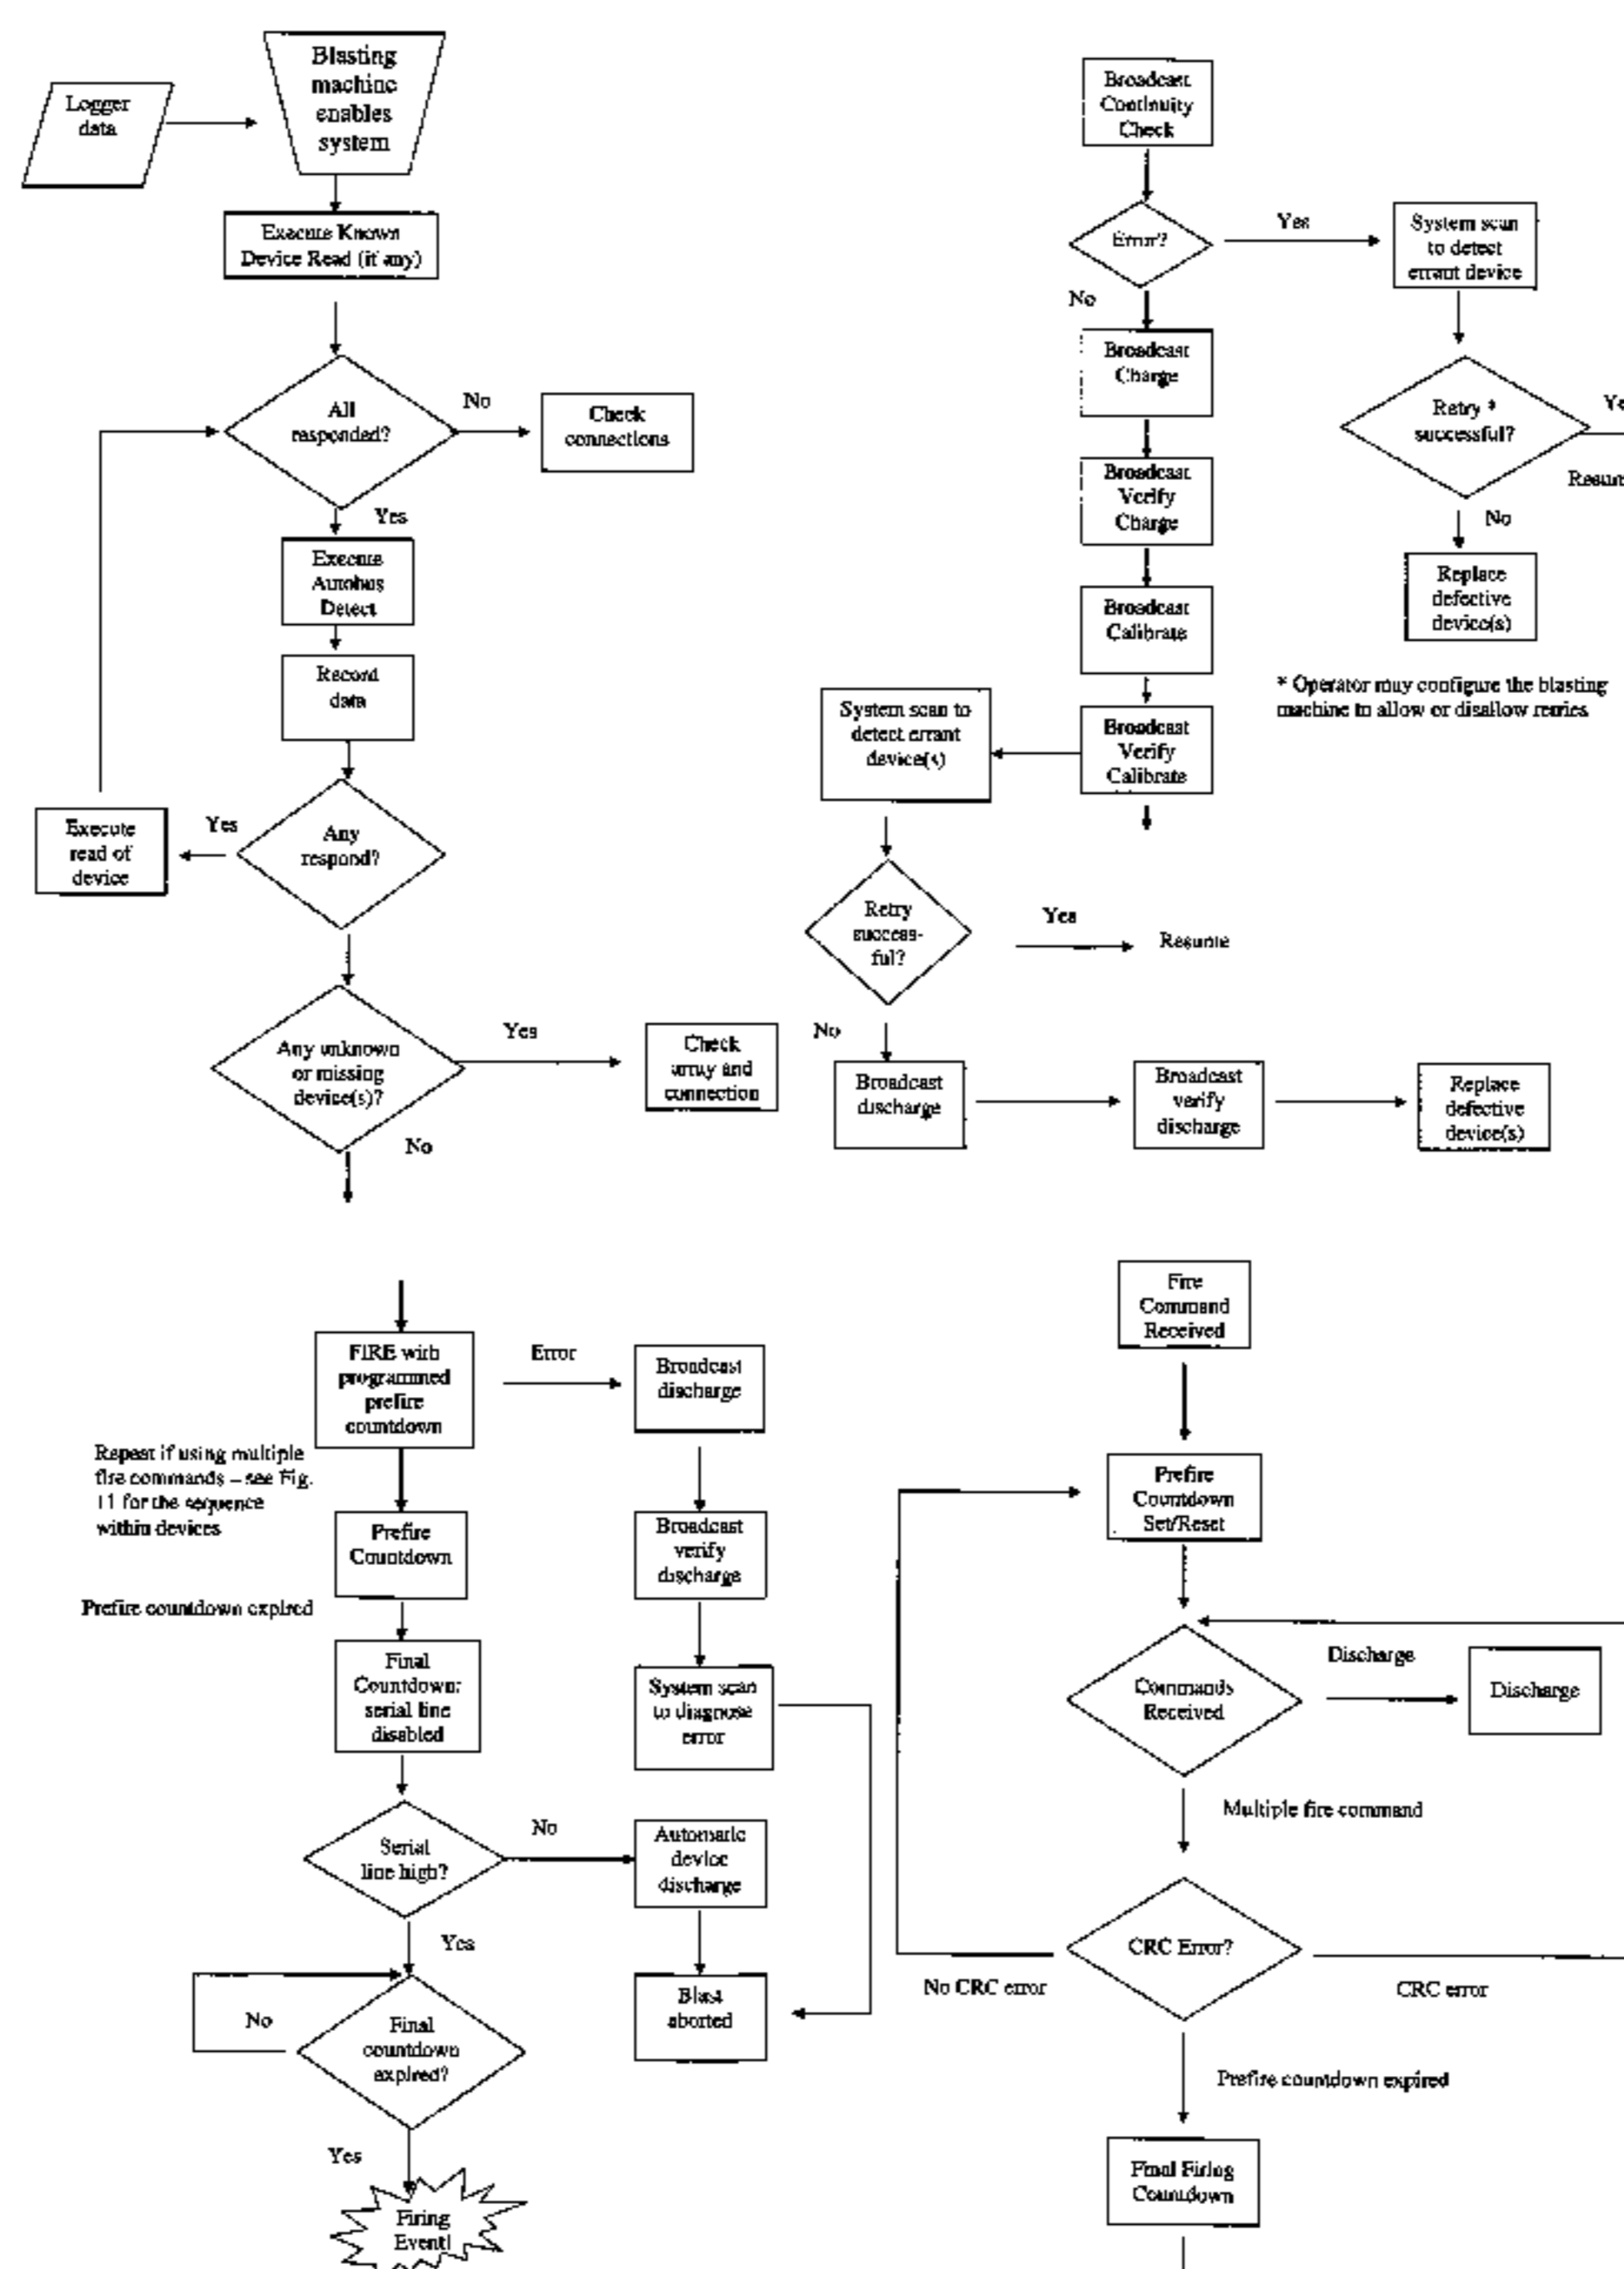 Logger
data
Blasting
machine
enables
system
Execute Known
Device Read (if any)
All
responded?
No
Check
connections
Yes
Execute
Autobus
Detect
Record
data
Any
respond?
Yes
Execute
read of
device
Any unknown
or missing
device(s)?
Yes
Check
array and
connection
No
Broadcast
Continuity
Check
Error?
Yes
System scan
to detect
errant device
No
Broadcast
Charge
Retry *
successful?
No
Replace
defective
device(s)
* Operator may configure the blasting
machine to allow or disallow retries
Broadcast
Verify
Charge
Broadcast
Calibrate
Broadcast
Verify
Calibrate
System scan to
detect errant
device(s)
Retry
success-
ful?
Yes
Resume
No
Broadcast
discharge
Broadcast
verify
discharge
Replace
defective
device(s)
FIRE with
programmed
prefire
countdown
Error
Broadcast
discharge
Repeat if using multiple
fire commands – see Fig.
11 for the sequence
within devices
Prefire
Countdown
Broadcast
verify
discharge
Prefire countdown expired
Final
Countdown:
serial line
disabled
System scan
to diagnose
error
Serial
line high?
No
Automatic
device
discharge
Yes
No
Final
countdown
expired?
Blast
aborted
Yes
Firing
Event!
Fire
Command
Received
Prefire
Countdown
Set/Reset
Commands
Received
Discharge
Discharge
Multiple fire command
CRC Error?
No CRC error
CRC error
Prefire countdown expired
Final Firing
Countdown